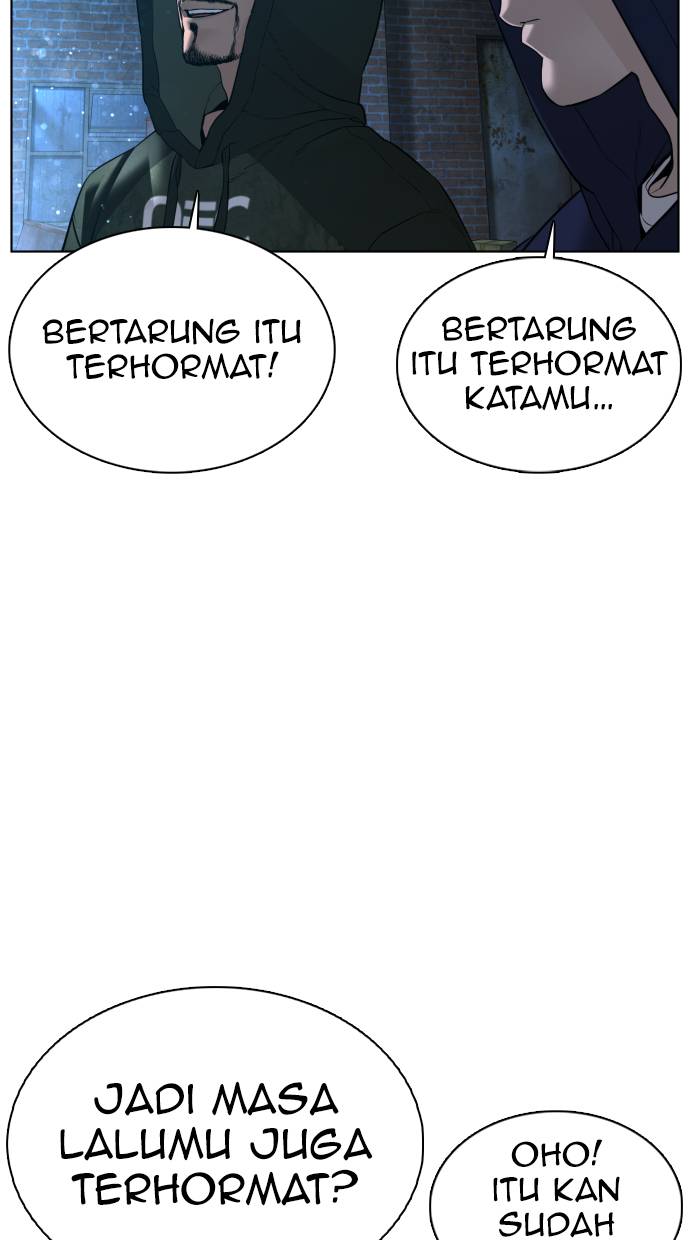 BERTARUNG ITU
TERHORMAT!
BERTARUNG
ITU TERHORMAT
KATAMU...
JADI MASA
LALUMU JUGA
TERHORMAT?
OHO!
ITU KAN
SUDAH